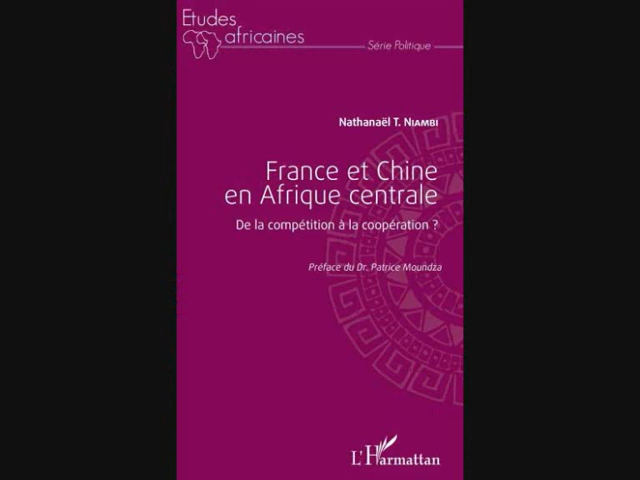 Etudes
africaines
Série Politique
Nathanaël T. NIAMBI
France et Chine
en Afrique centrale
De la compétition à la coopération ?
Préface du Dr. Patrice Moundza
L'Harmattan